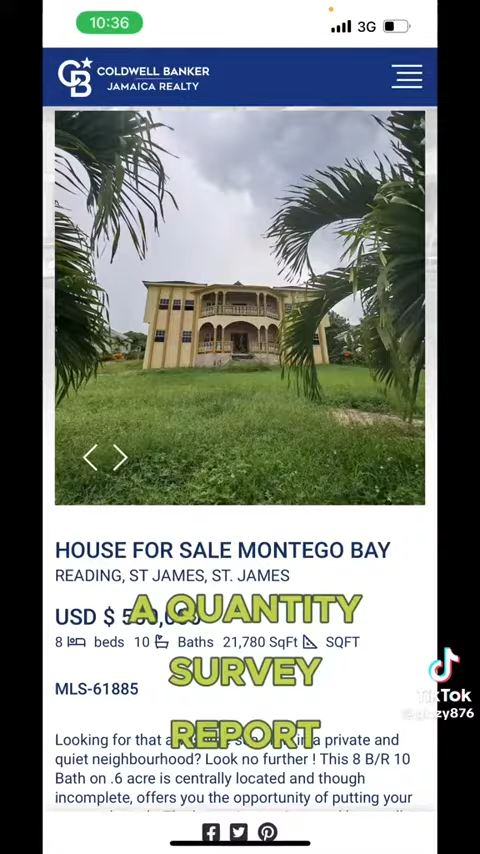 10:36
3G
COLDWELL BANKER
JAMAICA REALTY
HOUSE FOR SALE MONTEGO BAY
READING, ST JAMES, ST. JAMES
USD $
A QUANTITY
8 beds 10 Baths 21,780 SqFt SQFT
SURVEY
MLS-61885
TikTok
REPORT
Looking for that in a private and
quiet neighbourhood? Look no further ! This 8 B/R 10
Bath on .6 acre is centrally located and though
incomplete, offers you the opportunity of putting your